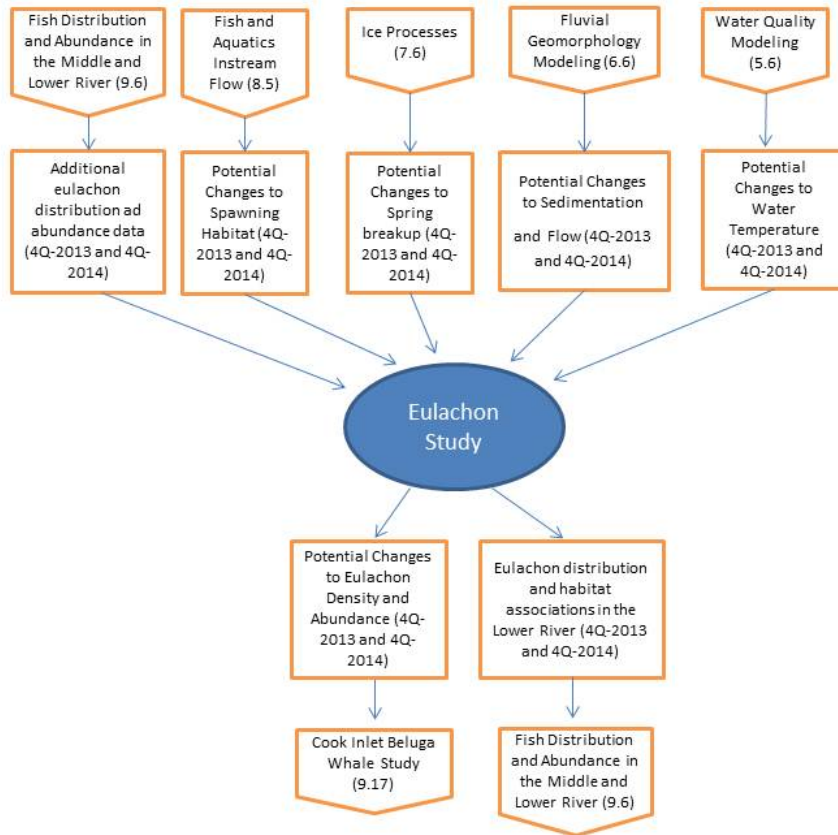 Fish Distribution
and Abundance in
the Middle and
Lower River (9.6)
Fish and
Aquatics
Instream
Flow (8.5)
Ice Processes
(7.6)
Fluvial
Geomorphology
Modeling (6.6)
Water Quality
Modeling
(5.6)
Additional
eulachon
distribution ad
abundance data
(4Q-2013 and 4Q-
2014)
Potential
Changes to
Spawning
Habitat (4Q-
2013 and 4Q-
2014)
Potential
Changes to
Spring
breakup (4Q-
2013 and 4Q-
2014)
Potential Changes
to Sedimentation
and Flow (4Q-2013
and 4Q-2014)
Potential
Changes to
Water
Temperature
(4Q-2013 and
4Q-2014)
Eulachon
Study
Potential Changes
to Eulachon
Density and
Abundance (4Q-
2013 and 4Q-
2014)
Eulachon distribution
and habitat
associations in the
Lower River (4Q-2013
and 4Q-2014)
Cook Inlet Beluga
Whale Study
(9.17)
Fish Distribution
and Abundance in
the Middle and
Lower River (9.6)